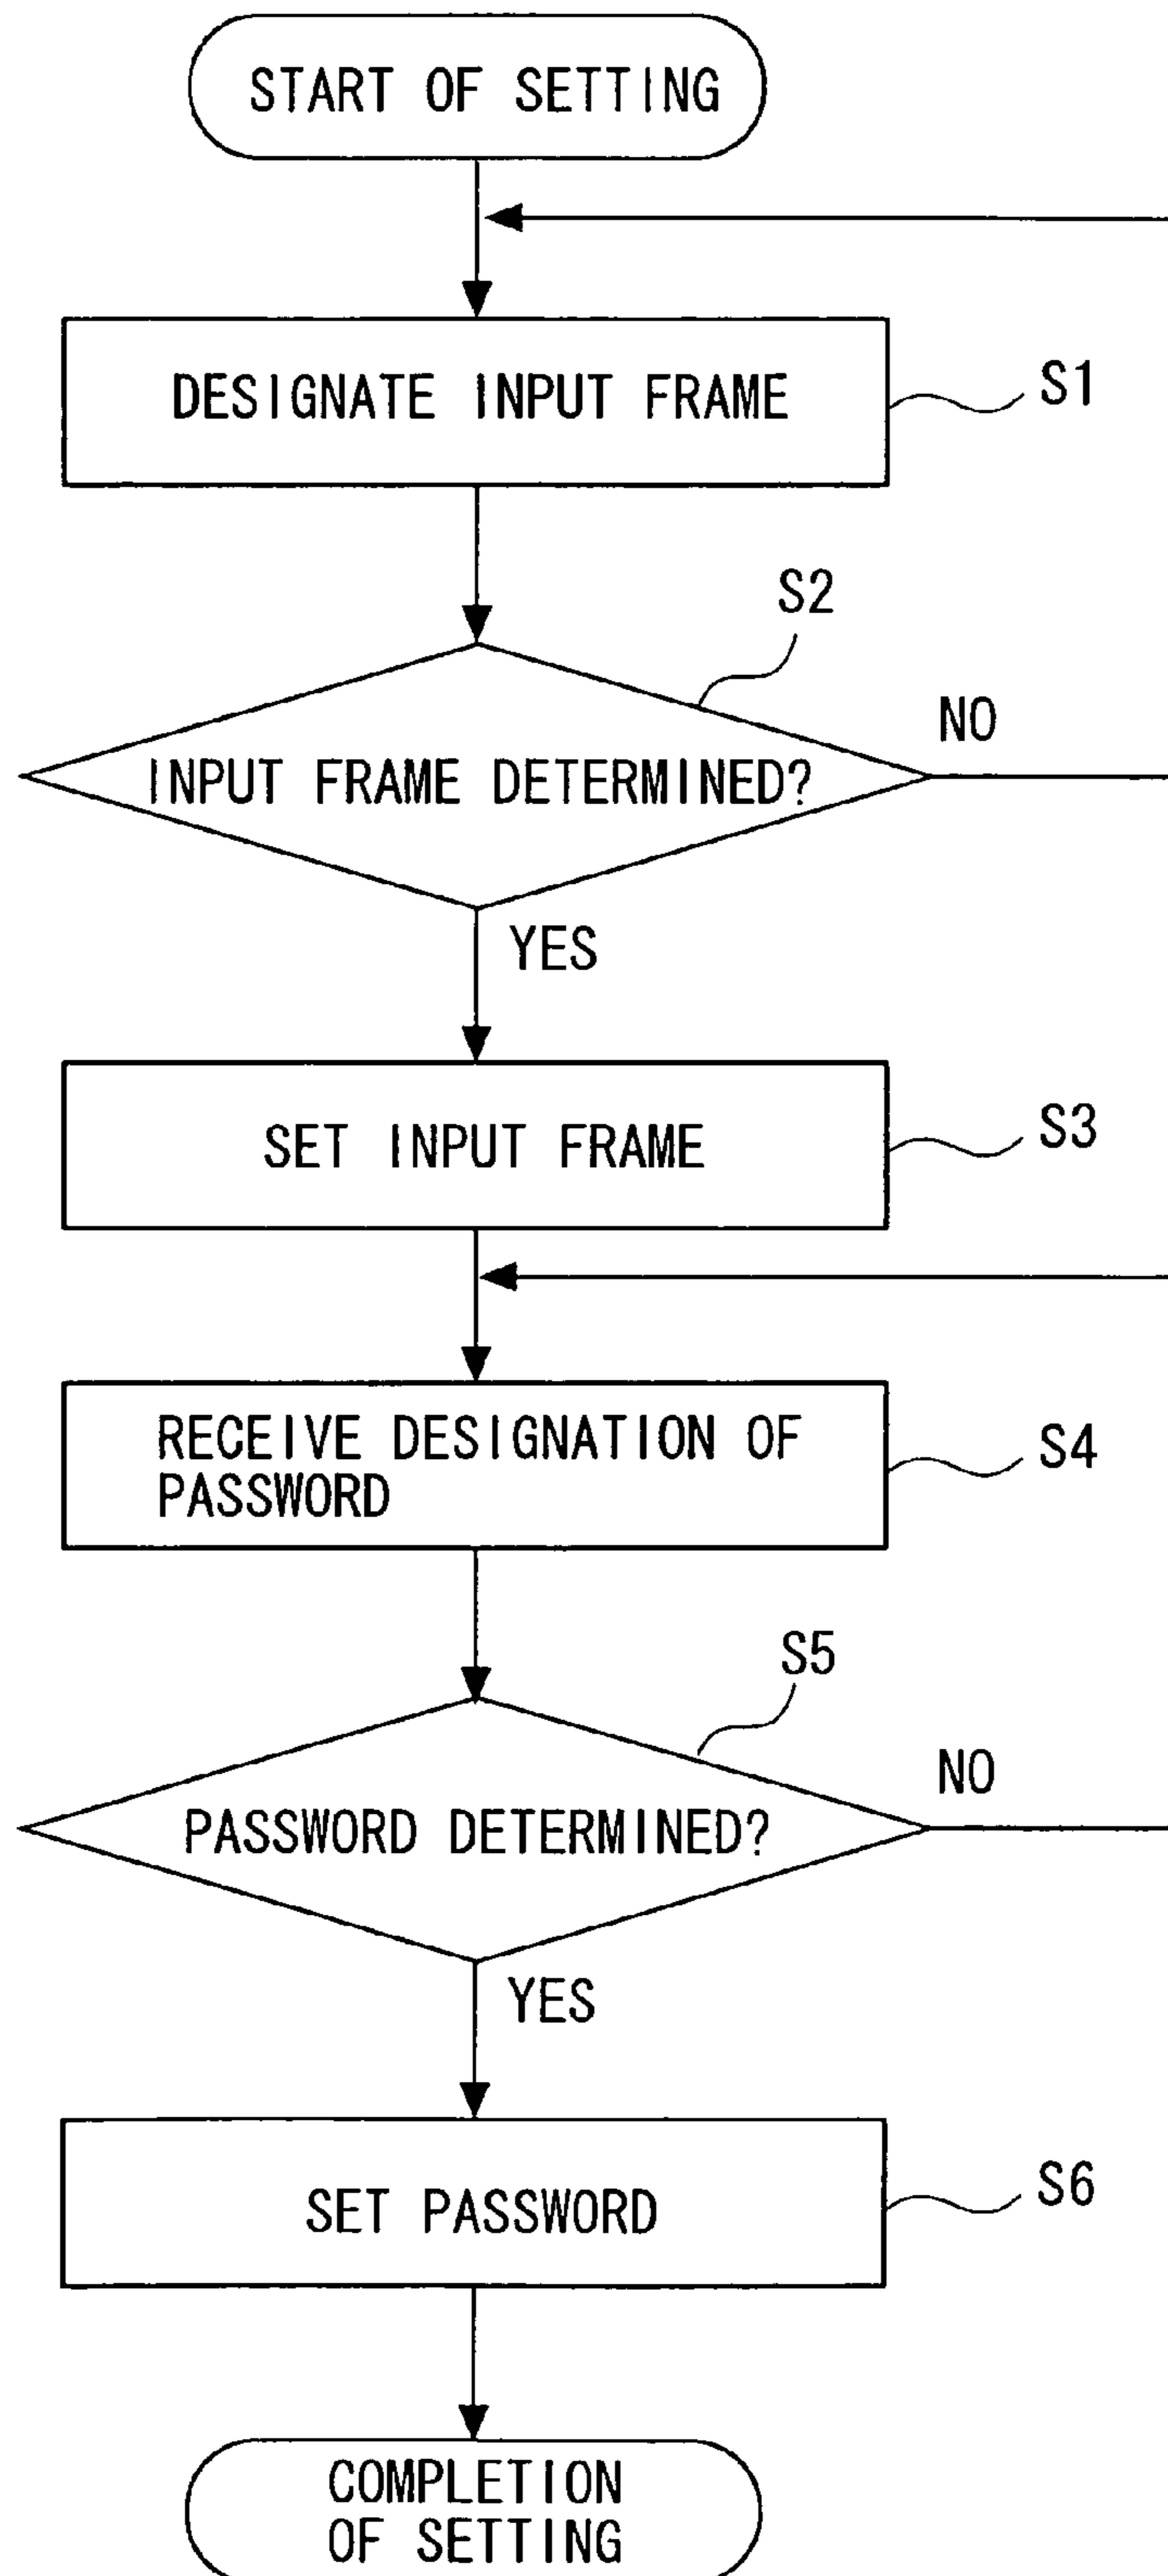 START OF SETTING
DESIGNATE INPUT FRAME
S1
S2
INPUT FRAME DETERMINED?
NO
YES
SET INPUT FRAME
S3
RECEIVE DESIGNATION OF
PASSWORD
S4
S5
PASSWORD DETERMINED?
NO
YES
SET PASSWORD
S6
COMPLETION
OF SETTING